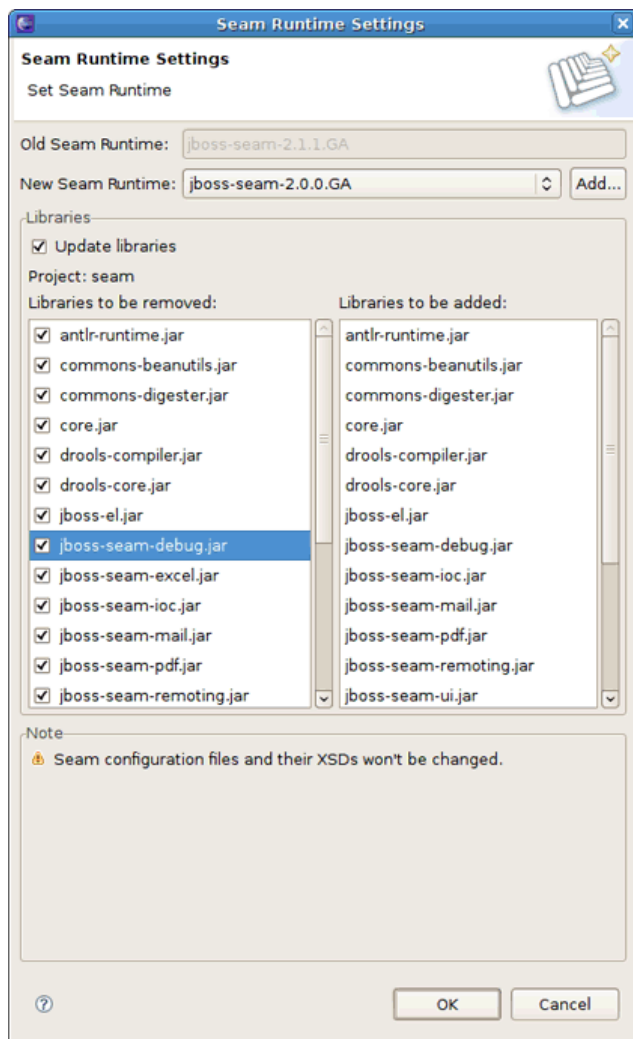 Seam Runtime Settings
Seam Runtime Settings
Set Seam Runtime
Old Seam Runtime: jboss-seam-2.1.1.GA
New Seam Runtime: jboss-seam-2.0.0.GA Add...
Libraries
Update libraries
Project: seam
Libraries to be removed: Libraries to be added:
antlr-runtime.jar antlr-runtime.jar
commons-beanutils.jar commons-beanutils.jar
commons-digester.jar commons-digester.jar
core.jar core.jar
drools-compiler.jar drools-compiler.jar
drools-core.jar drools-core.jar
jboss-el.jar jboss-el.jar
jboss-seam-debug.jar jboss-seam-debug.jar
jboss-seam-excel.jar jboss-seam-ioc.jar
jboss-seam-ioc.jar jboss-seam-mail.jar
jboss-seam-mail.jar jboss-seam-pdf.jar
jboss-seam-pdf.jar jboss-seam-remoting.jar
jboss-seam-remoting.jar jboss-seam-ui.jar
Note
Seam configuration files and their XSDs won't be changed.
OK Cancel